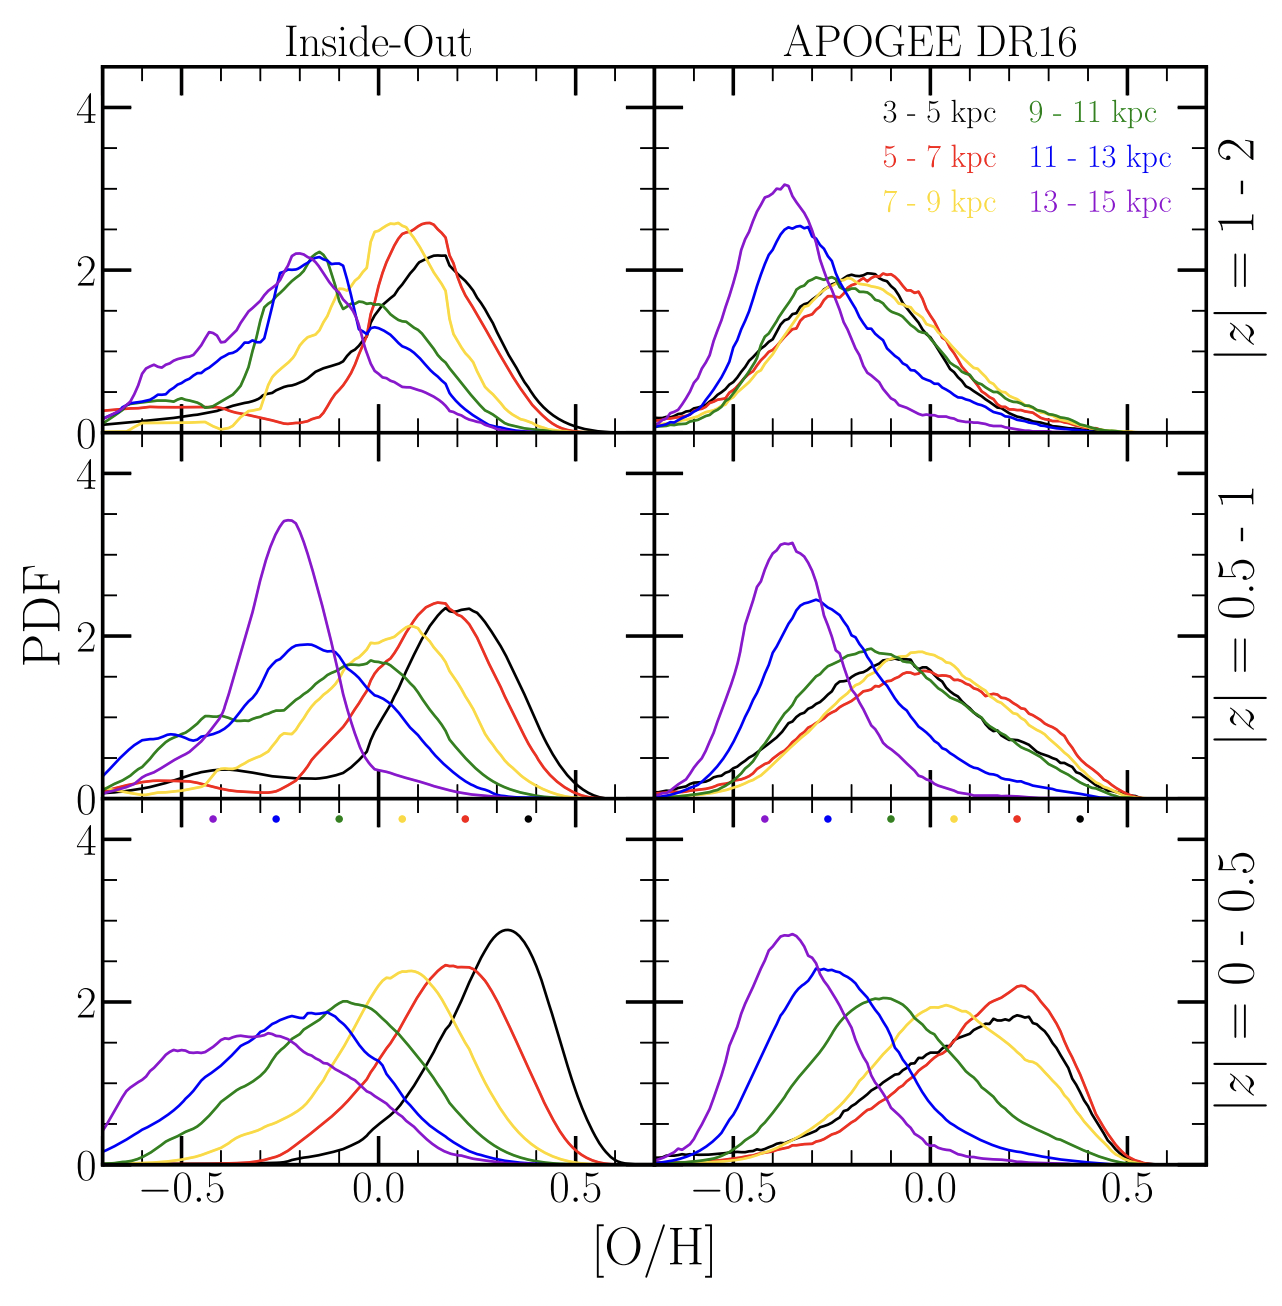 Inside-Out APOGEE DR16
3 - 5 kpc 9 - 11 kpc
5 - 7 kpc 11 - 13 kpc
7 - 9 kpc 13 - 15 kpc
4
2
0
|z| = 1 - 2
4
2
0
|z| = 0.5 - 1
PDF
4
2
0
|z| = 0 - 0.5
−0.5 0.0 0.5 −0.5 0.0 0.5
[O/H]